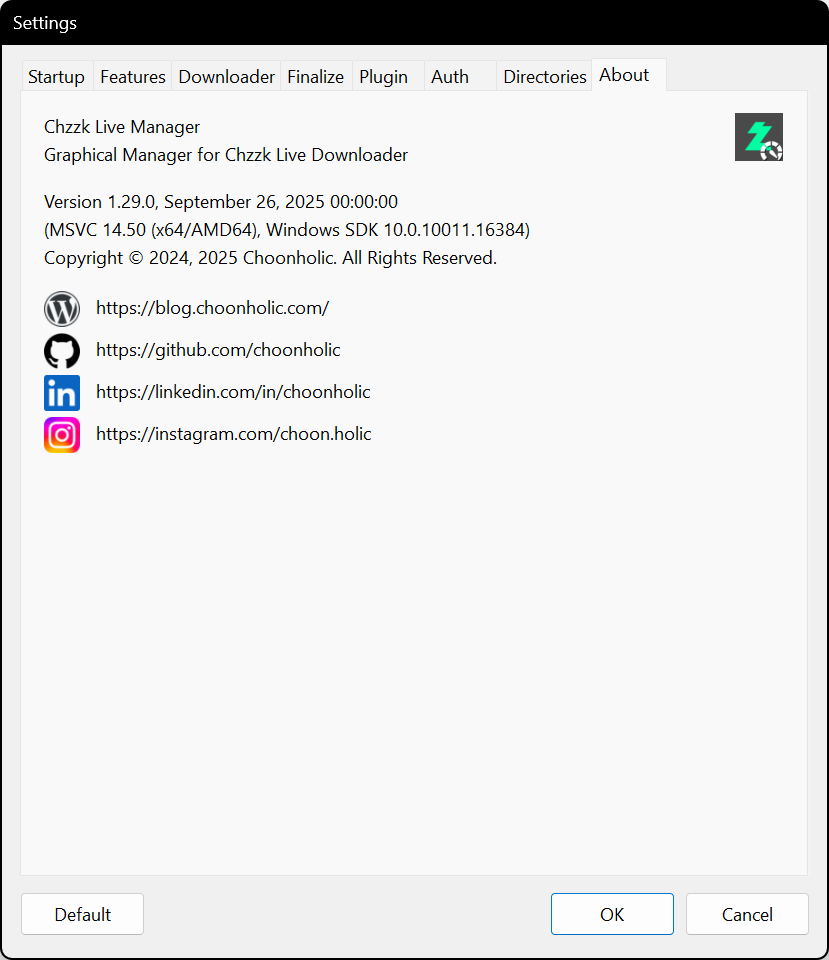 Settings
Startup Features Downloader Finalize Plugin Auth Directories About
Chzzk Live Manager
Graphical Manager for Chzzk Live Downloader
Version 1.29.0, September 26, 2025 00:00:00
(MSVC 14.50 (x64/AMD64), Windows SDK 10.0.10011.16384)
Copyright © 2024, 2025 Choonholic. All Rights Reserved.
https://blog.choonholic.com/
https://github.com/choonholic
https://linkedin.com/in/choonholic
https://instagram.com/choon.holic
Default OK Cancel